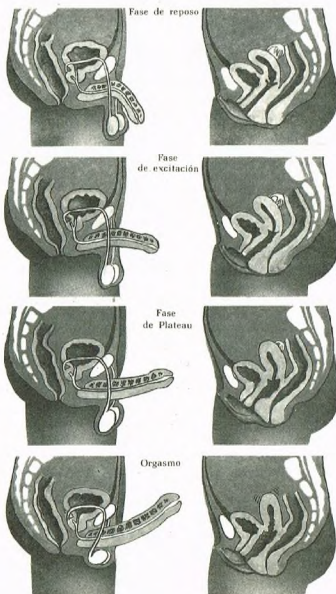 Fase de reposo
Fase
de excitación
Fase
de Plateau
Orgasmo